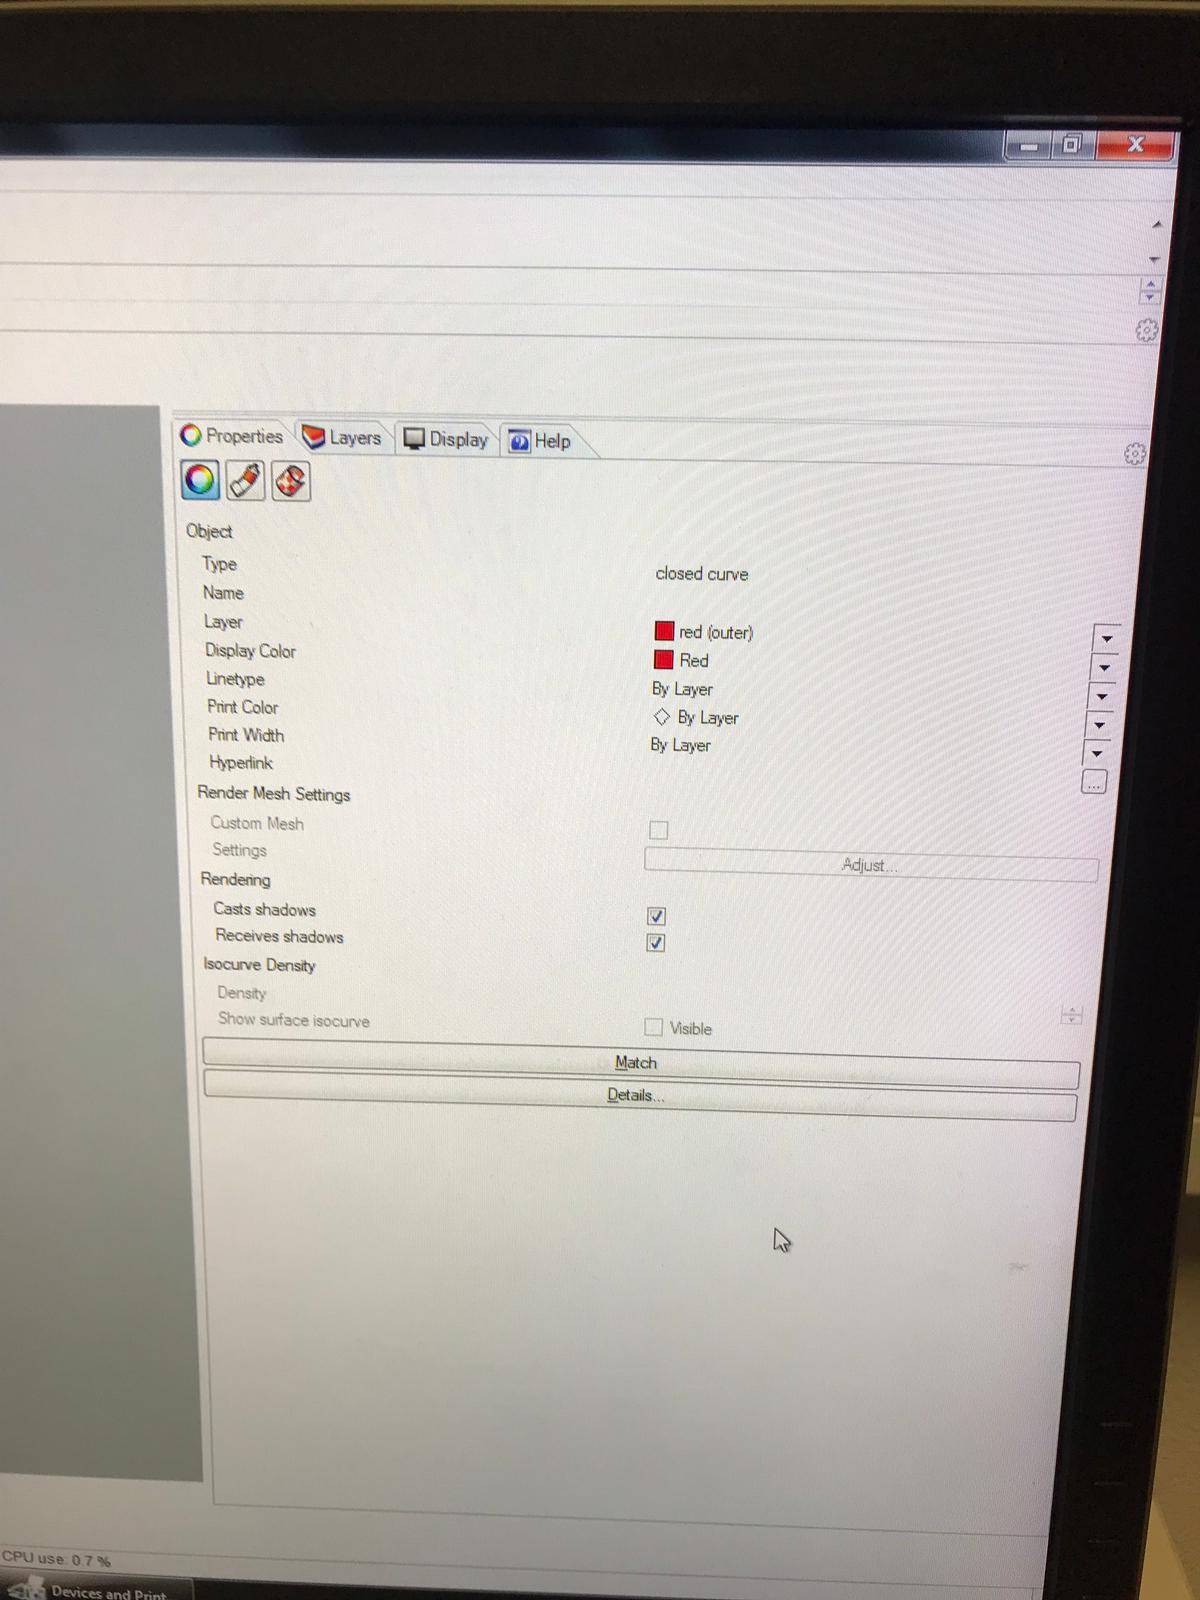 Properties Layers Display Help
Object
Type closed curve
Name
Layer red (outer)
Display Color Red
Linetype By Layer
Print Color By Layer
Print Width By Layer
Hyperlink ...
Render Mesh Settings
Custom Mesh
Settings Adjust...
Rendering
Casts shadows
Receives shadows
Isocurve Density
Density
Show surface isocurve Visible
Match
Details...
CPU use: 0.7 %
Devices and Print